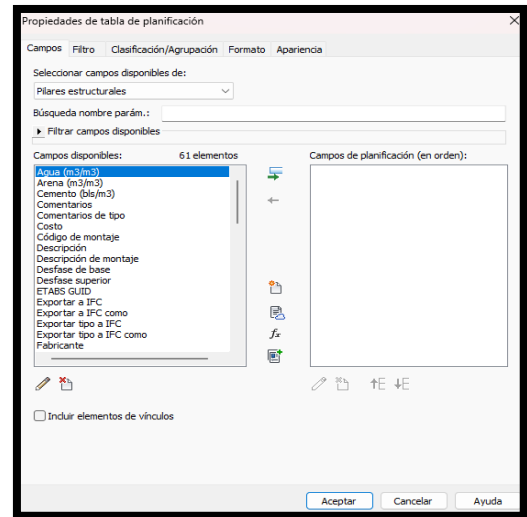 Propiedades de tabla de planificación
Campos Filtro Clasificación/Agrupación Formato Apariencia
Seleccionar campos disponibles de:
Pilares estructurales
Búsqueda nombre parám.:
Filtrar campos disponibles
Campos disponibles: 61 elementos Campos de planificación (en orden):
Agua (m3/m3)
Arena (m3/m3)
Cemento (bls/m3)
Comentarios
Comentarios de tipo
Costo
Código de montaje
Descripción
Descripción de montaje
Desfase de base
Desfase superior
ETABS GUID
Exportar a IFC
Exportar a IFC como
Exportar tipo a IFC
Exportar tipo a IFC como
Fabricante
fx
Incluir elementos de vínculos
Aceptar Cancelar Ayuda